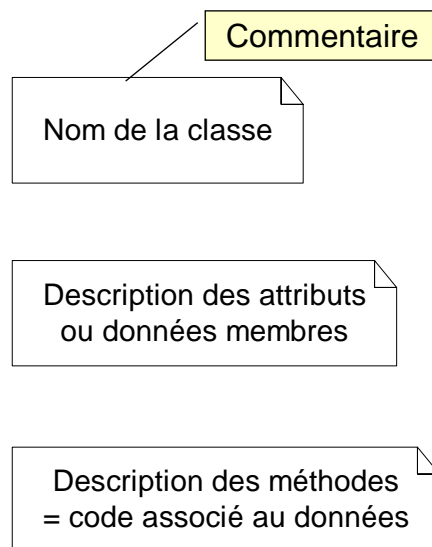 Commentaire
Nom de la classe
Description des attributs
ou données membres
Description des méthodes
= code associé au données